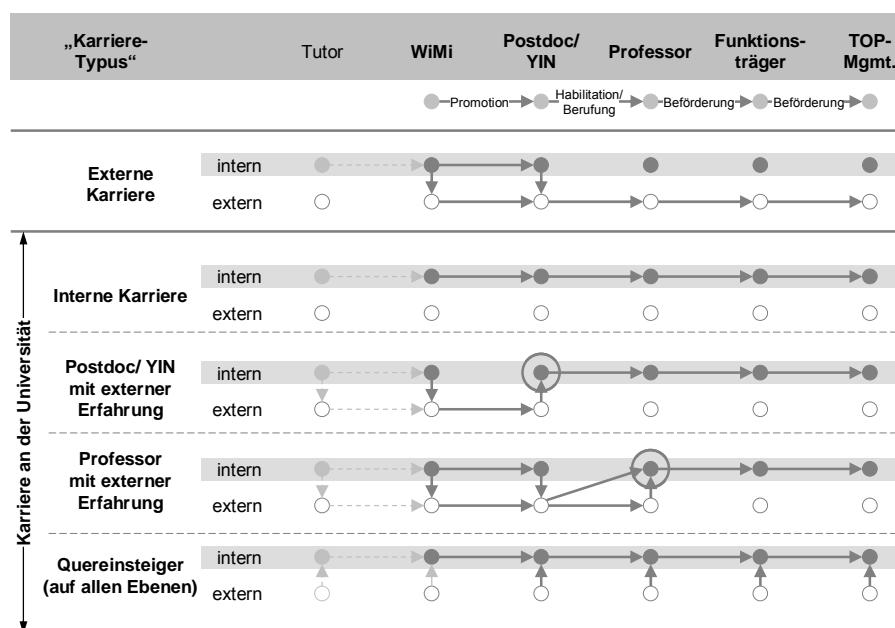 „Karriere-
Typus“
Tutor
WiMi
Postdoc/
YIN
Professor
Funktions-
träger
TOP-
Mgmt.
Promotion
Habilitation/
Berufung
Beförderung
Beförderung
Externe
Karriere
intern
extern
Karriere an der Universität
Interne Karriere
intern
extern
Postdoc/ YIN
mit externer
Erfahrung
intern
extern
Professor
mit externer
Erfahrung
intern
extern
Quereinsteiger
(auf allen Ebenen)
intern
extern